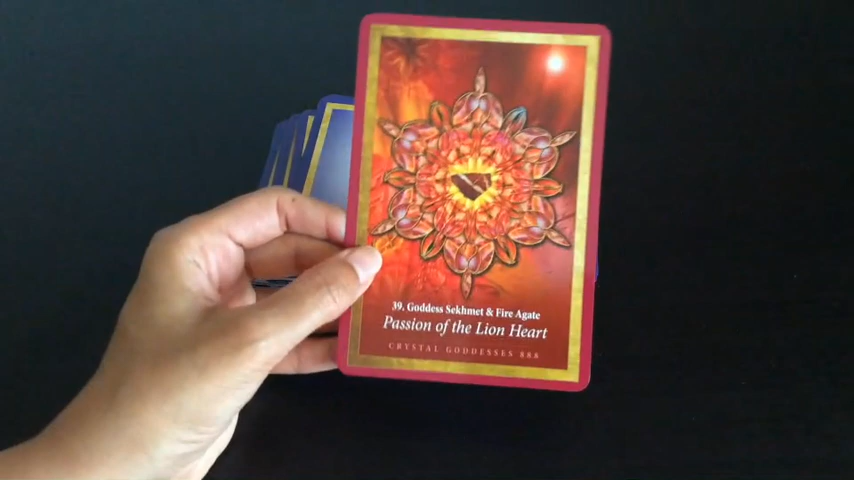 39. Goddess Sekhmet & Fire Agate
Passion of the Lion Heart
CRYSTAL GODDESSES 888